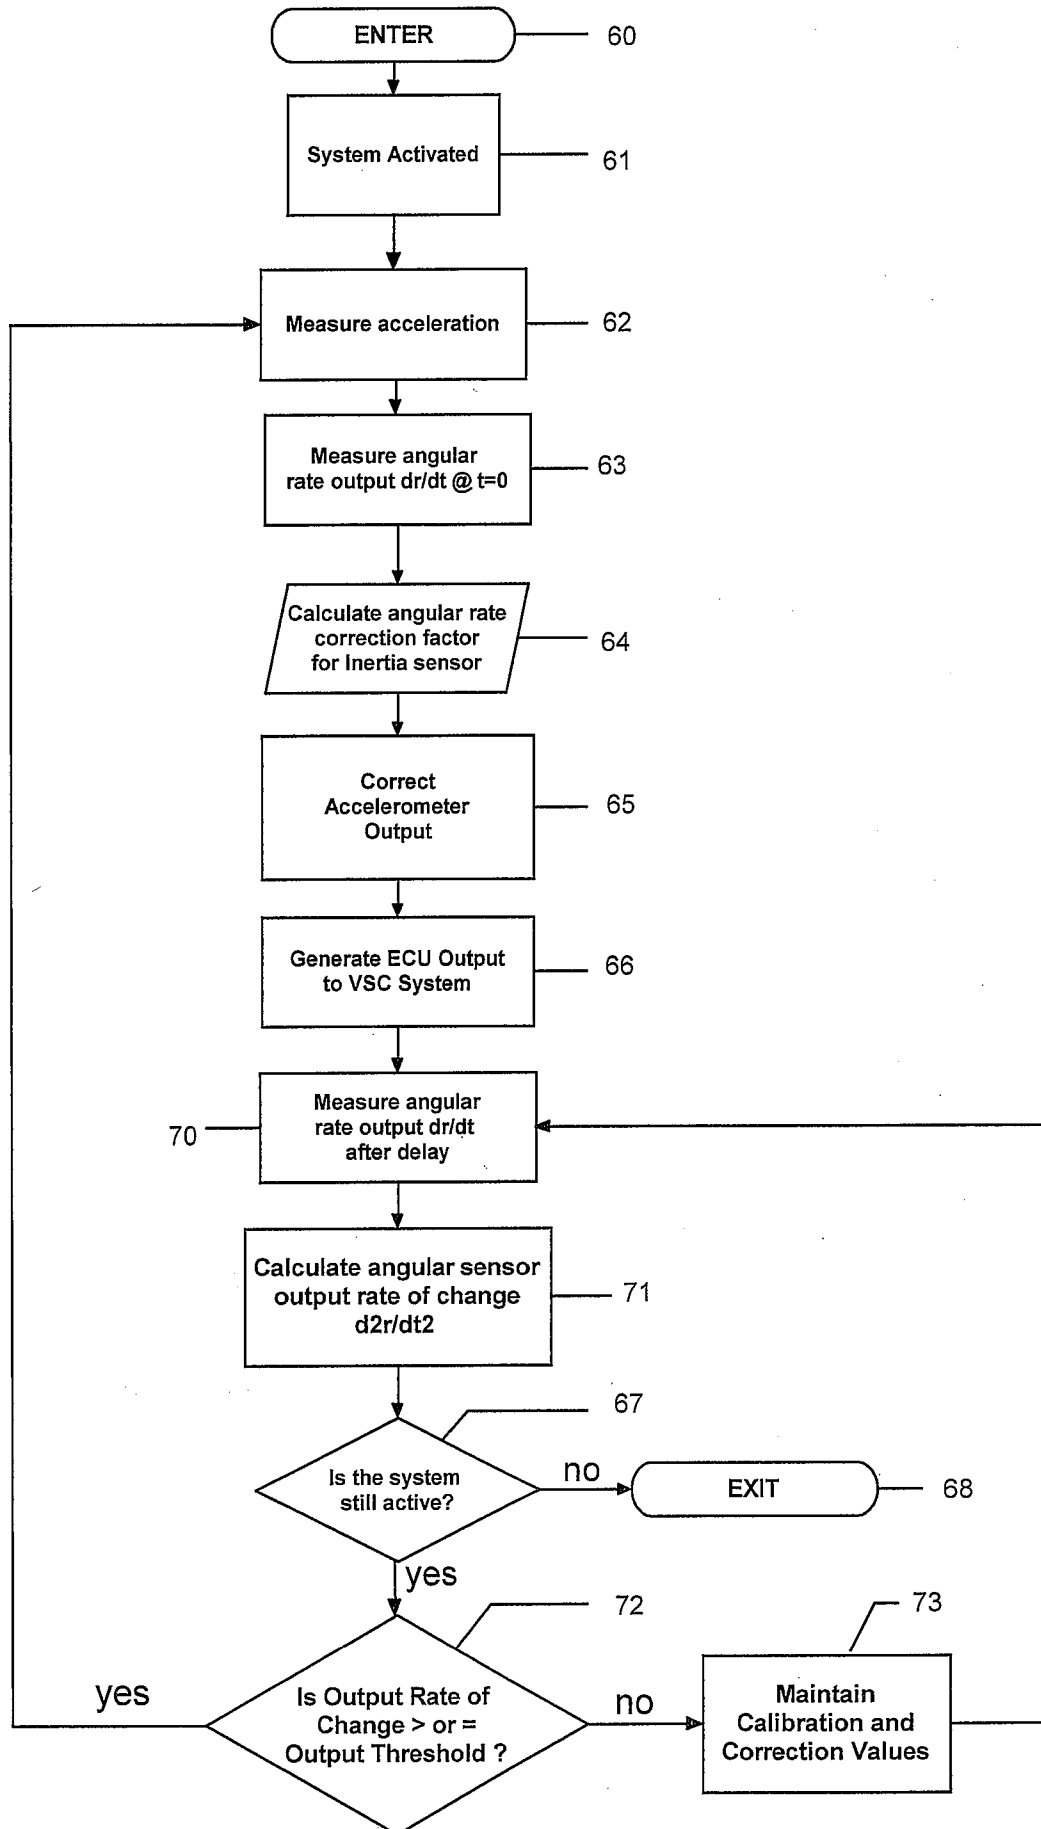 ENTER
60
System Activated
61
Measure acceleration
62
Measure angular
rate output dr/dt @ t=0
63
Calculate angular rate
correction factor
for Inertia sensor
64
Correct
Accelerometer
Output
65
Generate ECU Output
to VSC System
66
Measure angular
rate output dr/dt
after delay
70
Calculate angular sensor
output rate of change
d2r/dt2
71
67
Is the system
still active?
no
EXIT
68
yes
72
73
yes
Is Output Rate of
Change > or =
Output Threshold ?
no
Maintain
Calibration and
Correction Values